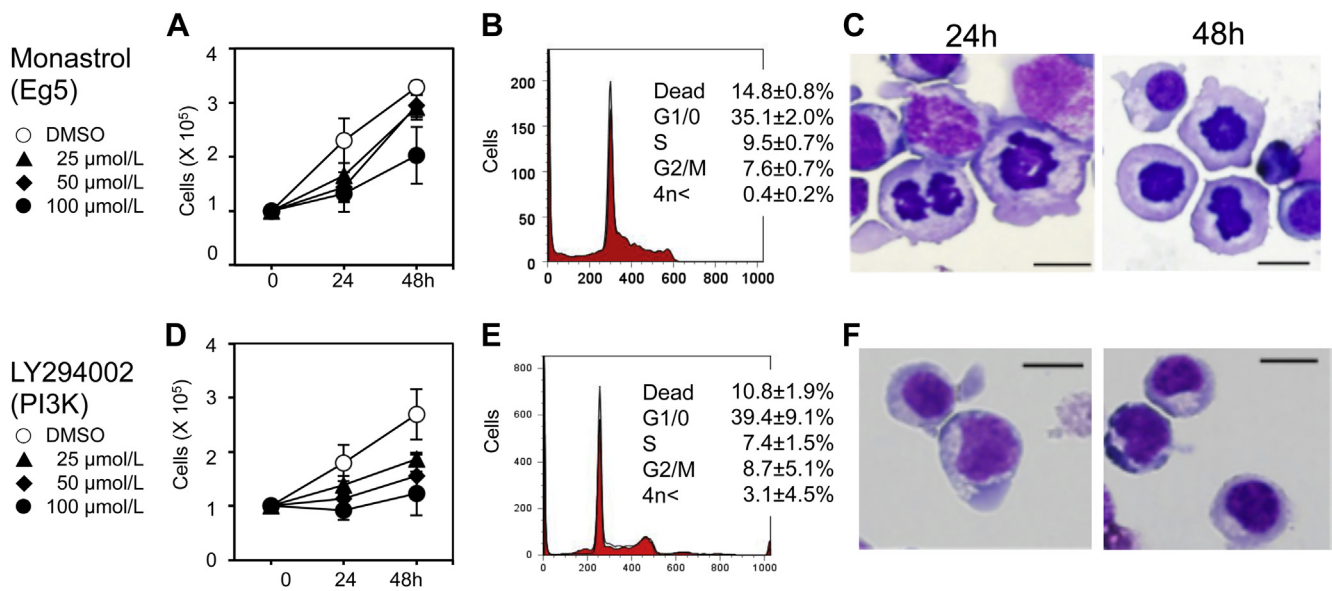 A
B
C
24h
48h
Monastrol
(Eg5)
DMSO
25 μmol/L
50 μmol/L
100 μmol/L
Cells (X 10⁵)
4
3
2
1
0
0 24 48h
Cells
200
150
100
50
0
0 200 400 600 800 1000
Dead 14.8±0.8%
G1/0 35.1±2.0%
S 9.5±0.7%
G2/M 7.6±0.7%
4n< 0.4±0.2%
D
E
F
LY294002
(PI3K)
DMSO
25 μmol/L
50 μmol/L
100 μmol/L
Cells (X 10⁵)
4
3
2
1
0
0 24 48h
Cells
800
600
400
200
0
0 200 400 600 800 1000
Dead 10.8±1.9%
G1/0 39.4±9.1%
S 7.4±1.5%
G2/M 8.7±5.1%
4n< 3.1±4.5%